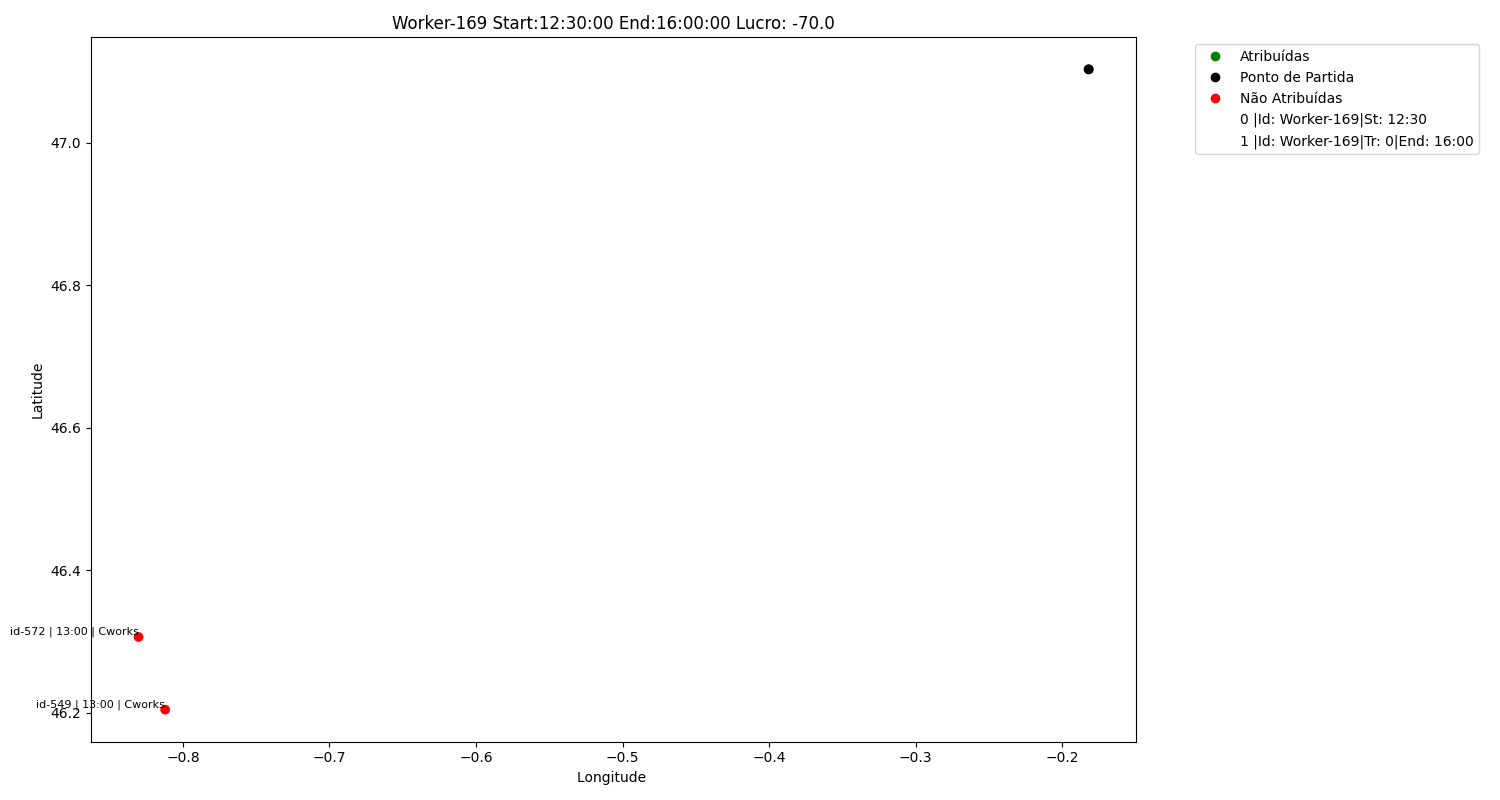 Worker-169 Start:12:30:00 End:16:00:00 Lucro: -70.0
Atribuídas
Ponto de Partida
Não Atribuídas
0 |Id: Worker-169|St: 12:30
1 |Id: Worker-169|Tr: 0|End: 16:00
47.0
46.8
46.6
46.4
46.2
Latitude
id-572 | 13:00 | Cworks
id-549 | 13:00 | Cworks
−0.8
−0.7
−0.6
−0.5
−0.4
−0.3
−0.2
Longitude